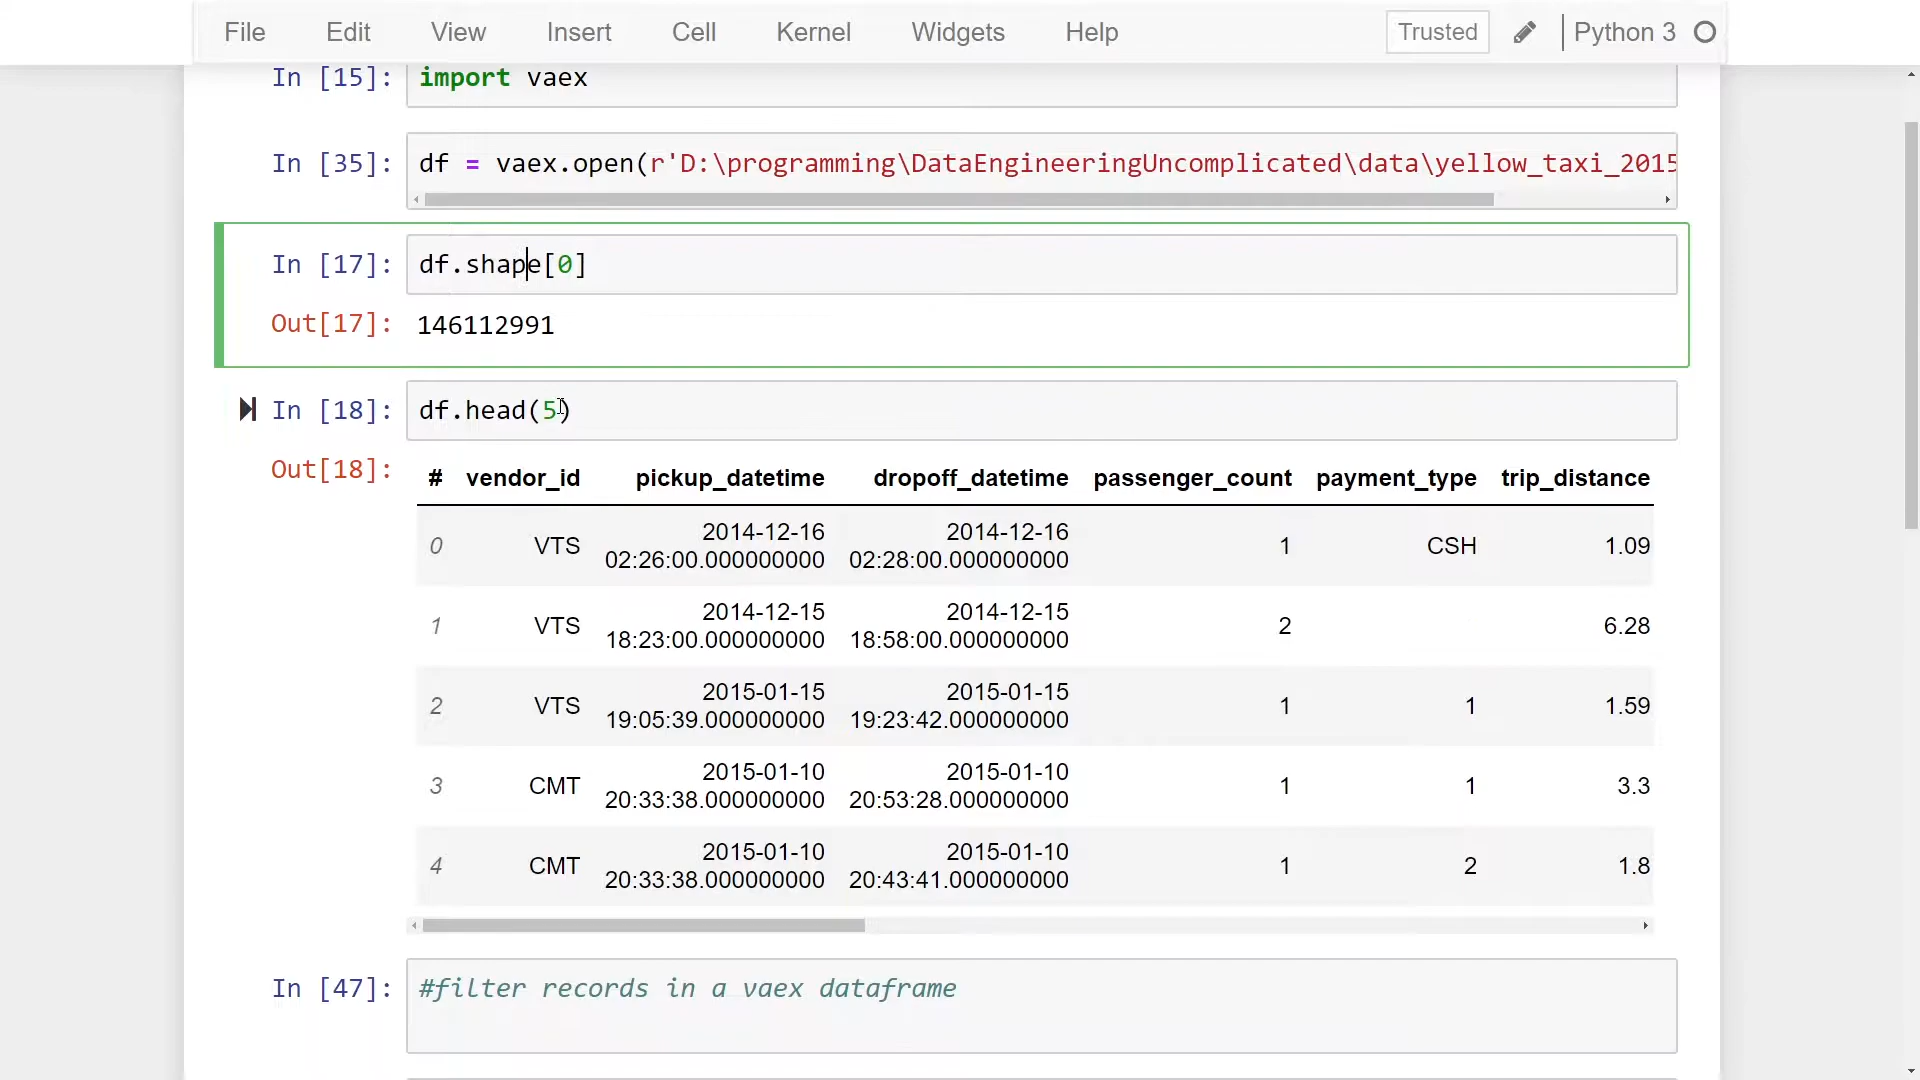 File Edit View Insert Cell Kernel Widgets Help Trusted Python 3
In [15]: import vaex
In [35]: df = vaex.open(r'D:\programming\DataEngineeringUncomplicated\data\yellow_taxi_2015
In [17]: df.shape[0]
Out[17]: 146112991
In [18]: df.head(5)
Out[18]:
# vendor_id pickup_datetime dropoff_datetime passenger_count payment_type trip_distance
2014-12-16 2014-12-16
0 VTS 1 CSH 1.09
02:26:00.000000000 02:28:00.000000000
2014-12-15 2014-12-15
1 VTS 2 6.28
18:23:00.000000000 18:58:00.000000000
2015-01-15 2015-01-15
2 VTS 1 1 1.59
19:05:39.000000000 19:23:42.000000000
2015-01-10 2015-01-10
3 CMT 1 1 3.3
20:33:38.000000000 20:53:28.000000000
2015-01-10 2015-01-10
4 CMT 1 2 1.8
20:33:38.000000000 20:43:41.000000000
In [47]: #filter records in a vaex dataframe